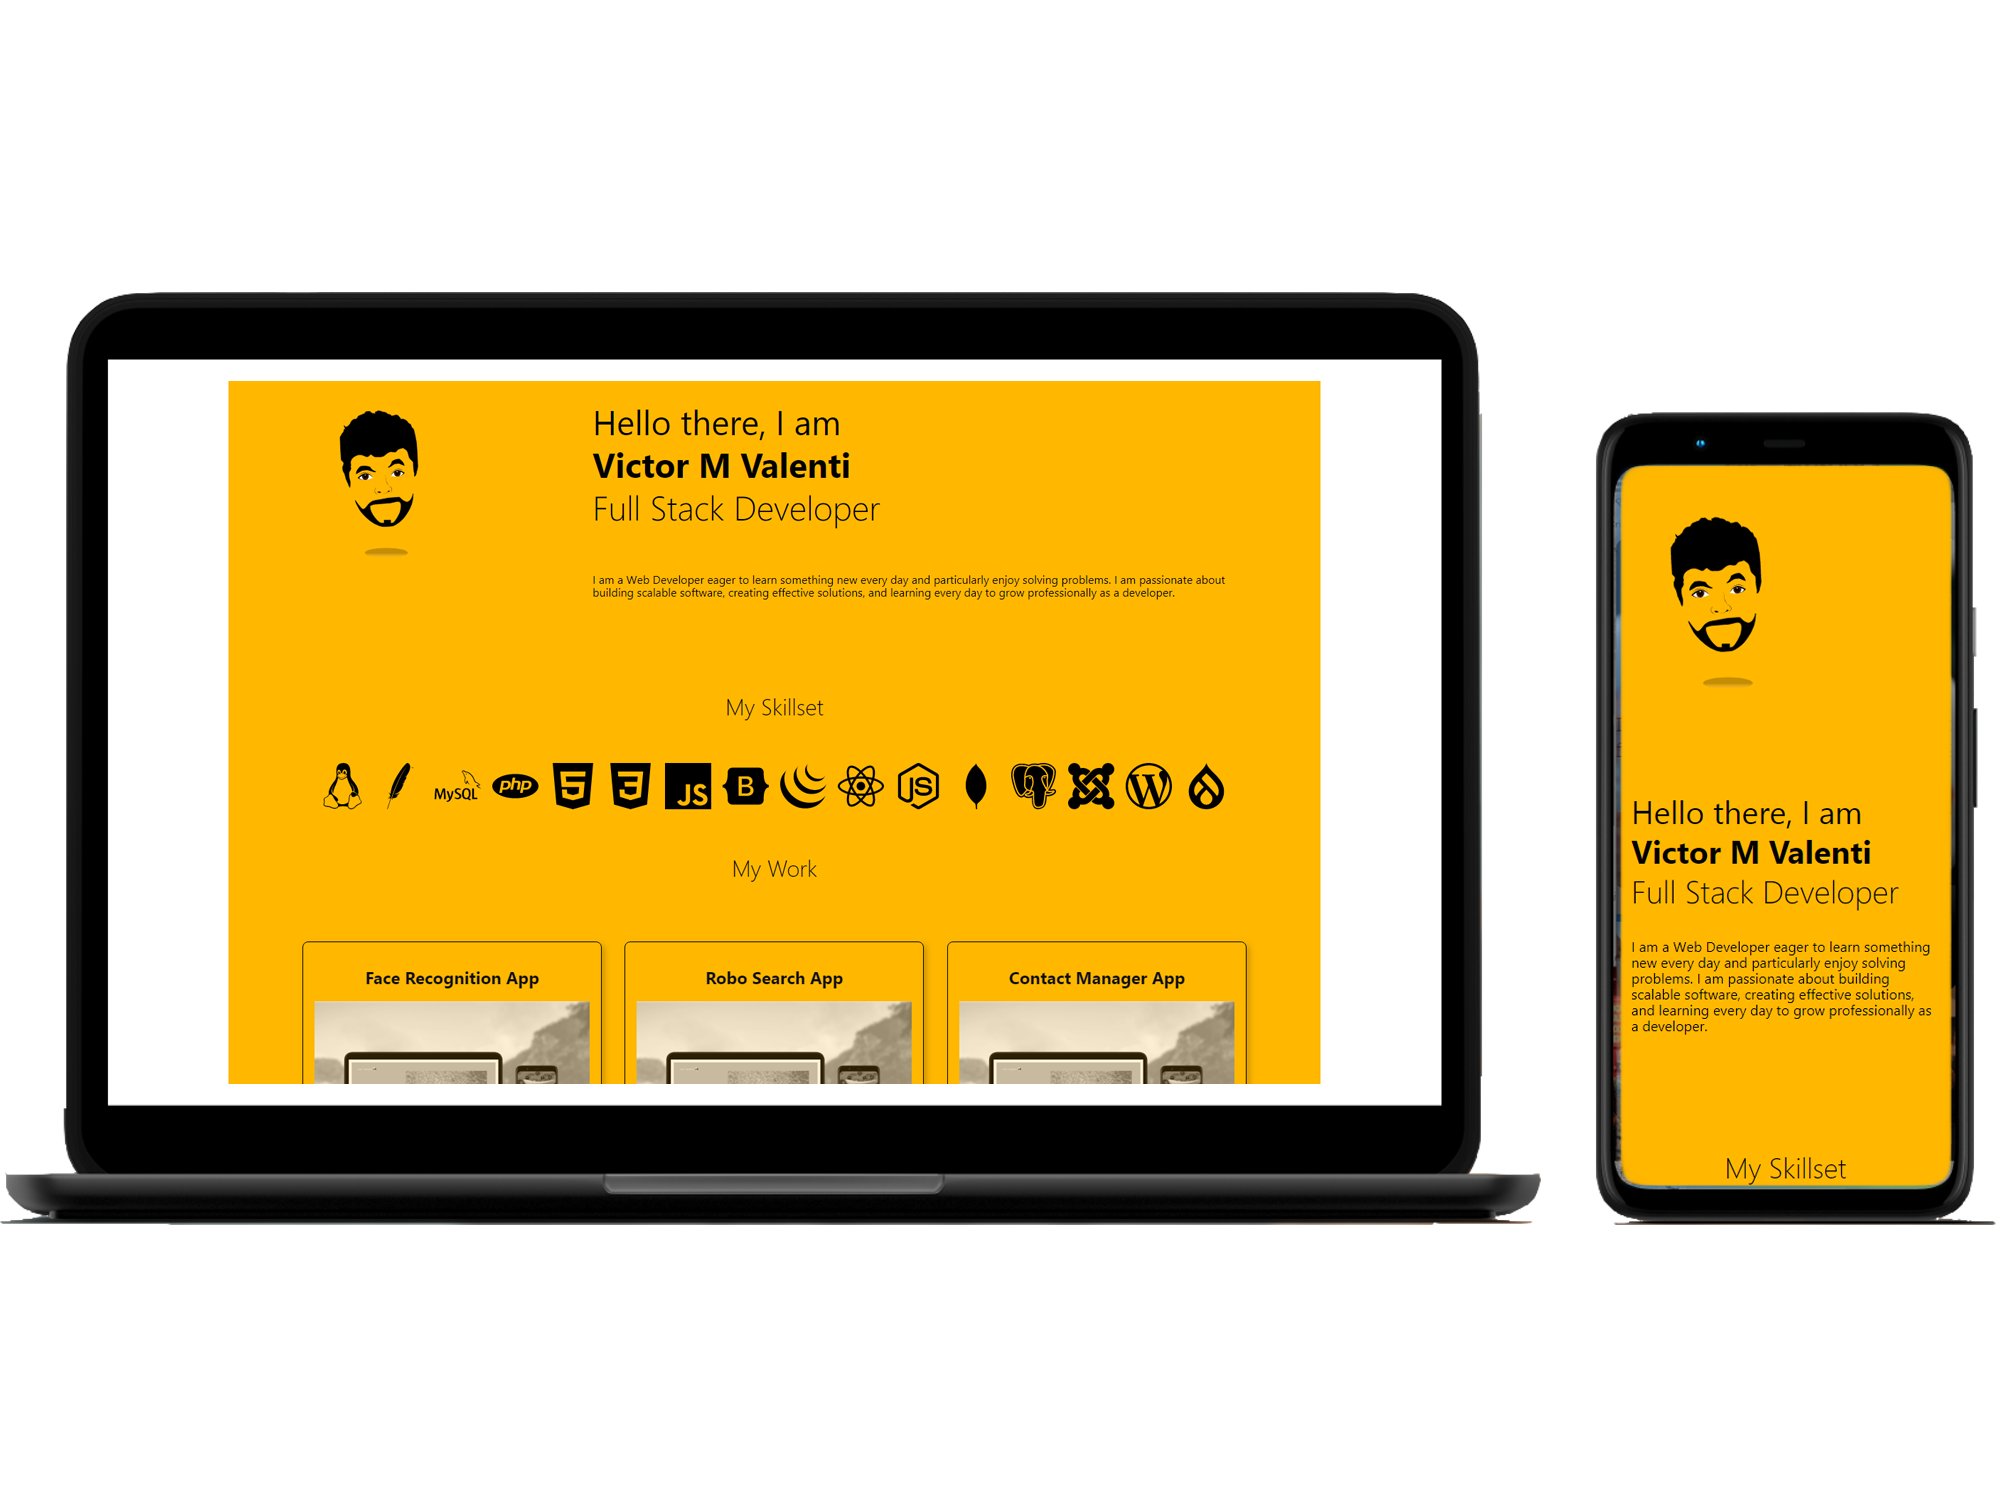 Hello there, I am
Victor M Valenti
Full Stack Developer
I am a Web Developer eager to learn something new every day and particularly enjoy solving problems. I am passionate about
building scalable software, creating effective solutions, and learning every day to grow professionally as a developer.
My Skillset
MySQL
php
5
3
JS
B
JS
W
My Work
Face Recognition App
Robo Search App
Contact Manager App
Hello there, I am
Victor M Valenti
Full Stack Developer
I am a Web Developer eager to learn something
new every day and particularly enjoy solving
problems. I am passionate about building
scalable software, creating effective solutions,
and learning every day to grow professionally as
a developer.
My Skillset